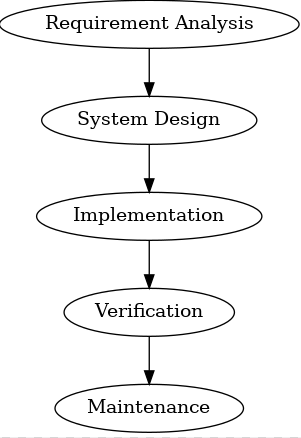 Requirement Analysis
System Design
Implementation
Verification
Maintenance